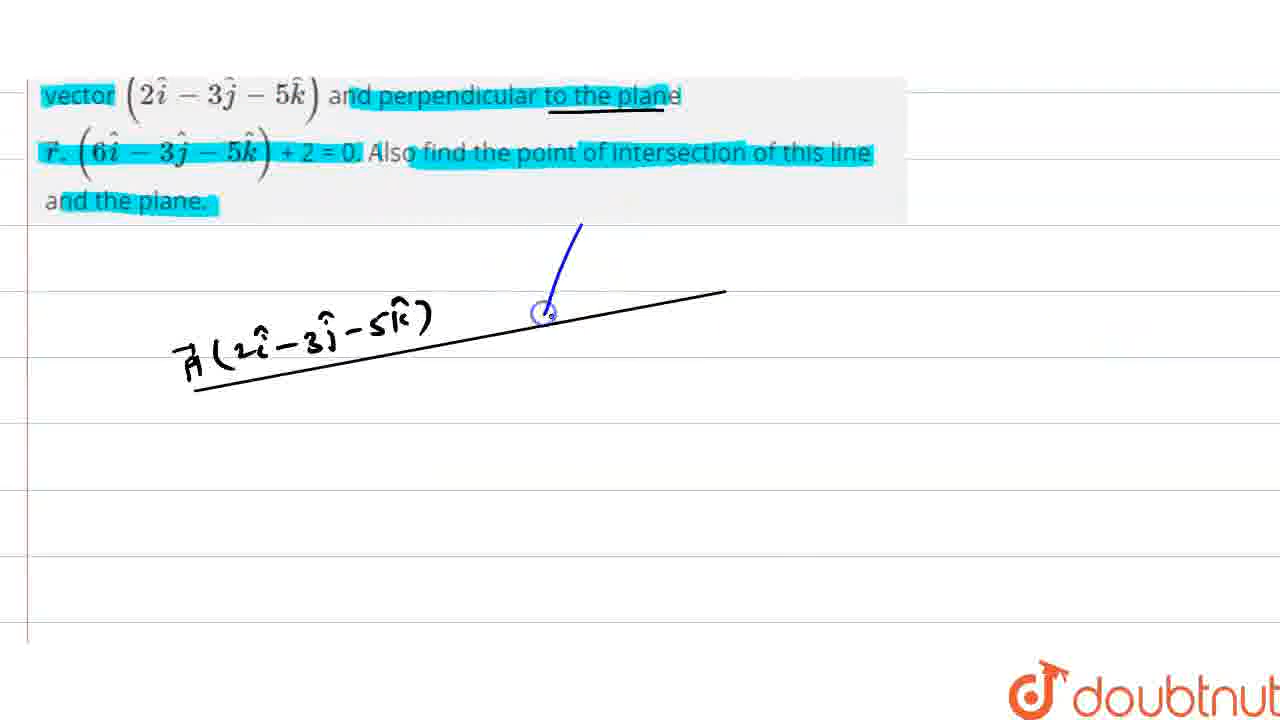 vector (2î − 3ĵ − 5k̂) and perpendicular to the plane
r⃗. (6î − 3ĵ − 5k̂) + 2 = 0. Also find the point of intersection of this line
and the plane.
A⃗ (2î − 3ĵ − 5k̂)
doubtnut